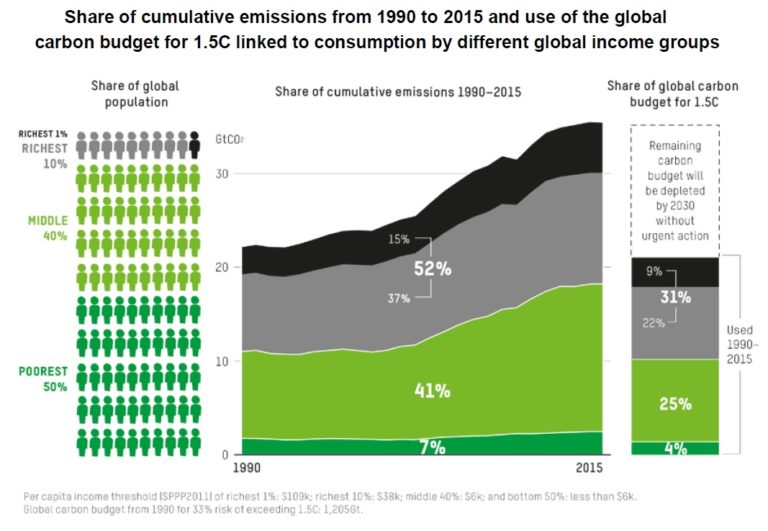 Share of cumulative emissions from 1990 to 2015 and use of the global
carbon budget for 1.5C linked to consumption by different global income groups
Share of global
population
RICHEST 1%
RICHEST
10%
MIDDLE
40%
POOREST
50%
Share of cumulative emissions 1990–2015
GtCO2
30
20
10
0
15%
52%
37%
41%
7%
1990
2015
Share of global carbon
budget for 1.5C
Remaining
carbon
budget will
be depleted
by 2030
without
urgent action
9%
31%
22%
25%
4%
Used
1990–
2015
Per capita income threshold ($PPP2011) of richest 1%: $109k; richest 10%: $38k; middle 40%: $6k; and bottom 50%: less than $6k.
Global carbon budget from 1990 for 33% risk of exceeding 1.5C: 1,205Gt.